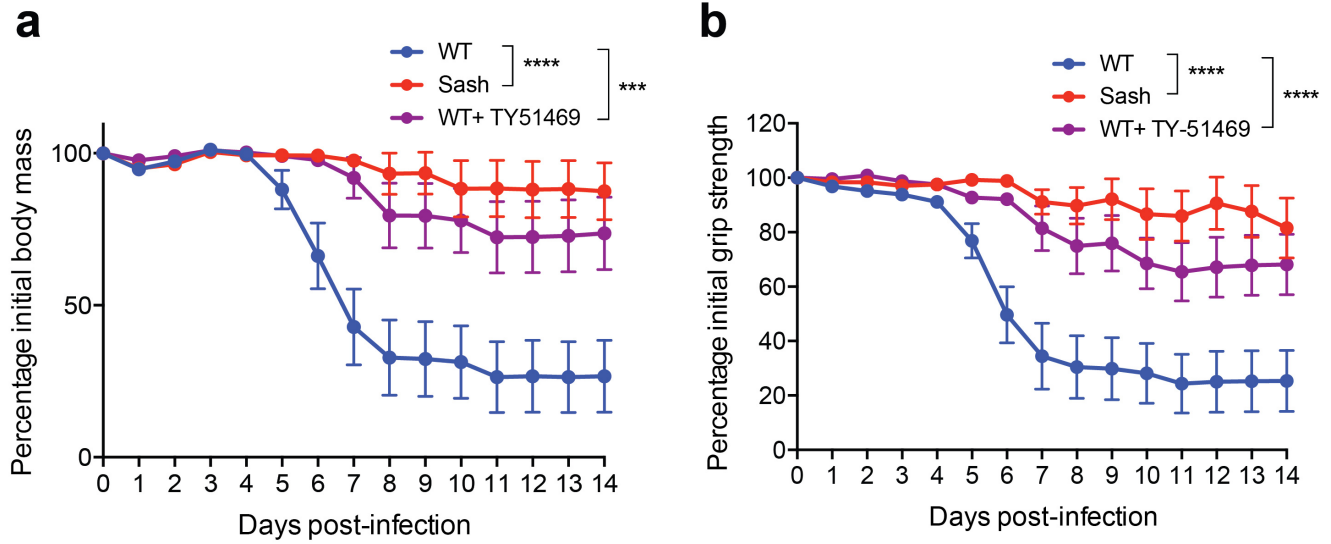 a
WT
****
Sash
***
WT+ TY51469
Percentage initial body mass
100
50
0
0 1 2 3 4 5 6 7 8 9 10 11 12 13 14
Days post-infection
b
WT
****
Sash
****
WT+ TY-51469
Percentage initial grip strength
120
100
80
60
40
20
0
0 1 2 3 4 5 6 7 8 9 10 11 12 13 14
Days post-infection